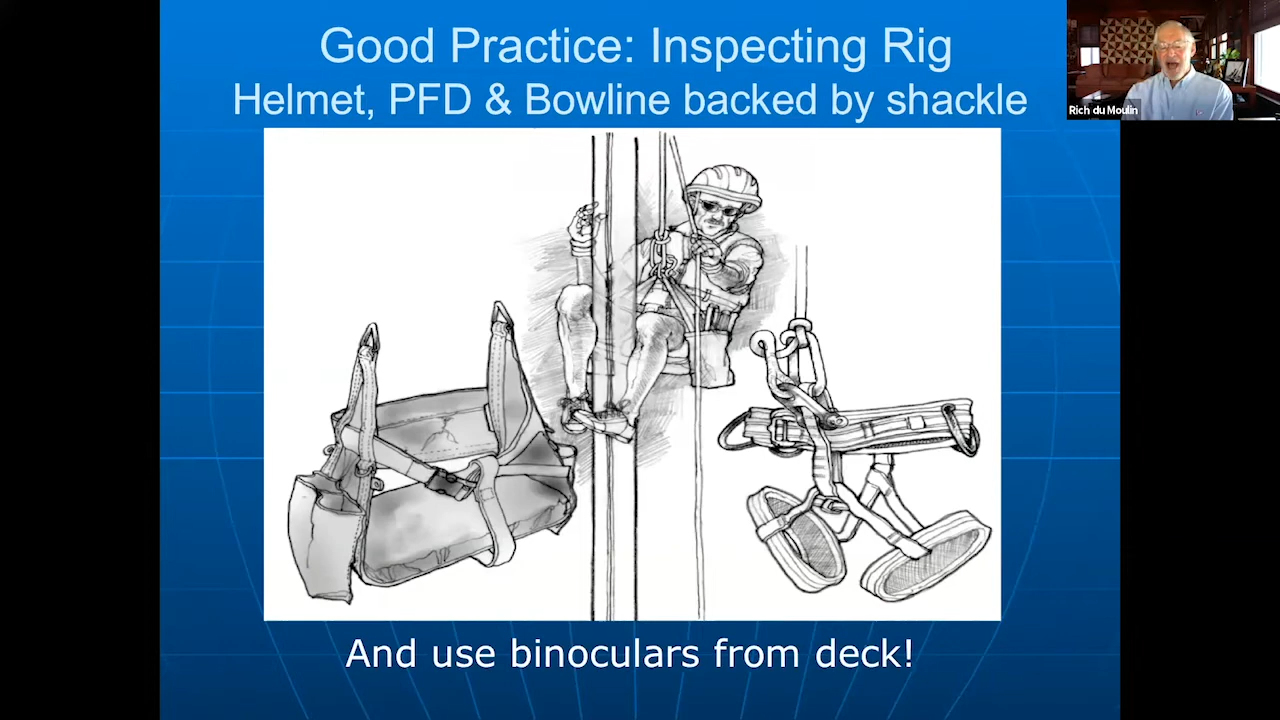 Good Practice: Inspecting Rig
Helmet, PFD & Bowline backed by shackle
Rich du Moulin
And use binoculars from deck!